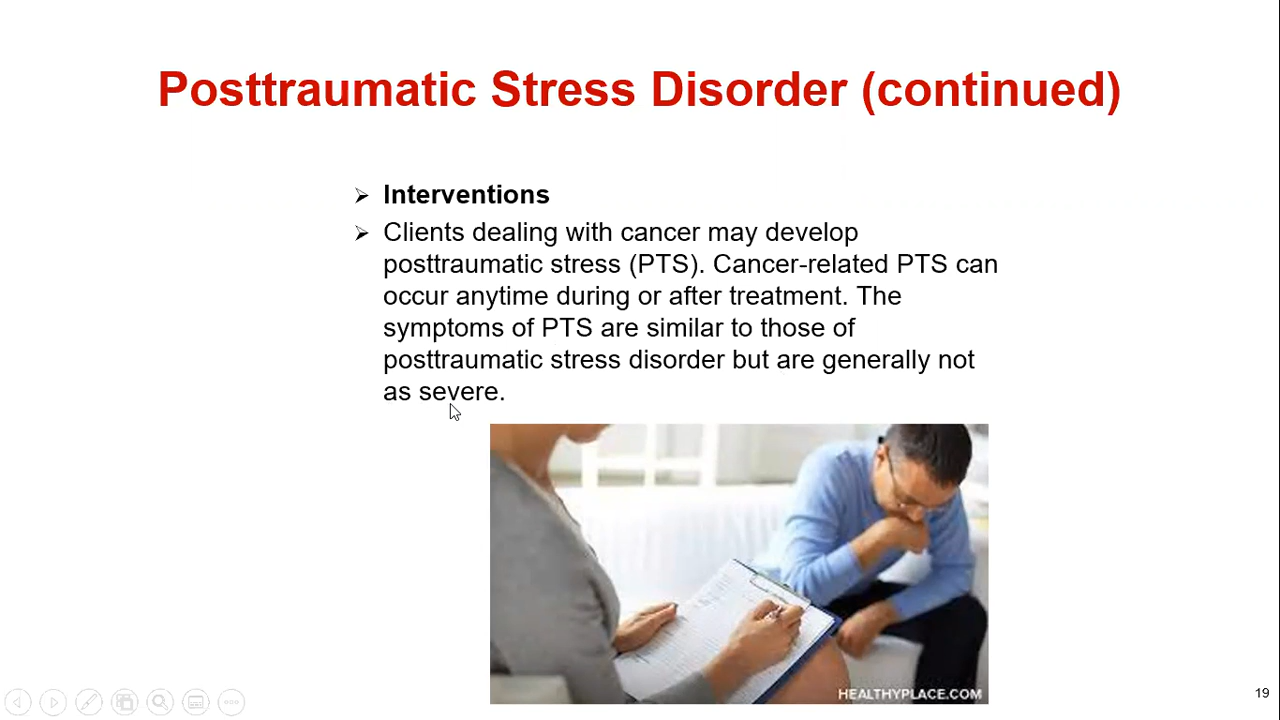 Posttraumatic Stress Disorder (continued)
Interventions
Clients dealing with cancer may develop
posttraumatic stress (PTS). Cancer-related PTS can
occur anytime during or after treatment. The
symptoms of PTS are similar to those of
posttraumatic stress disorder but are generally not
as severe.
HEALTHYPLACE.COM
19